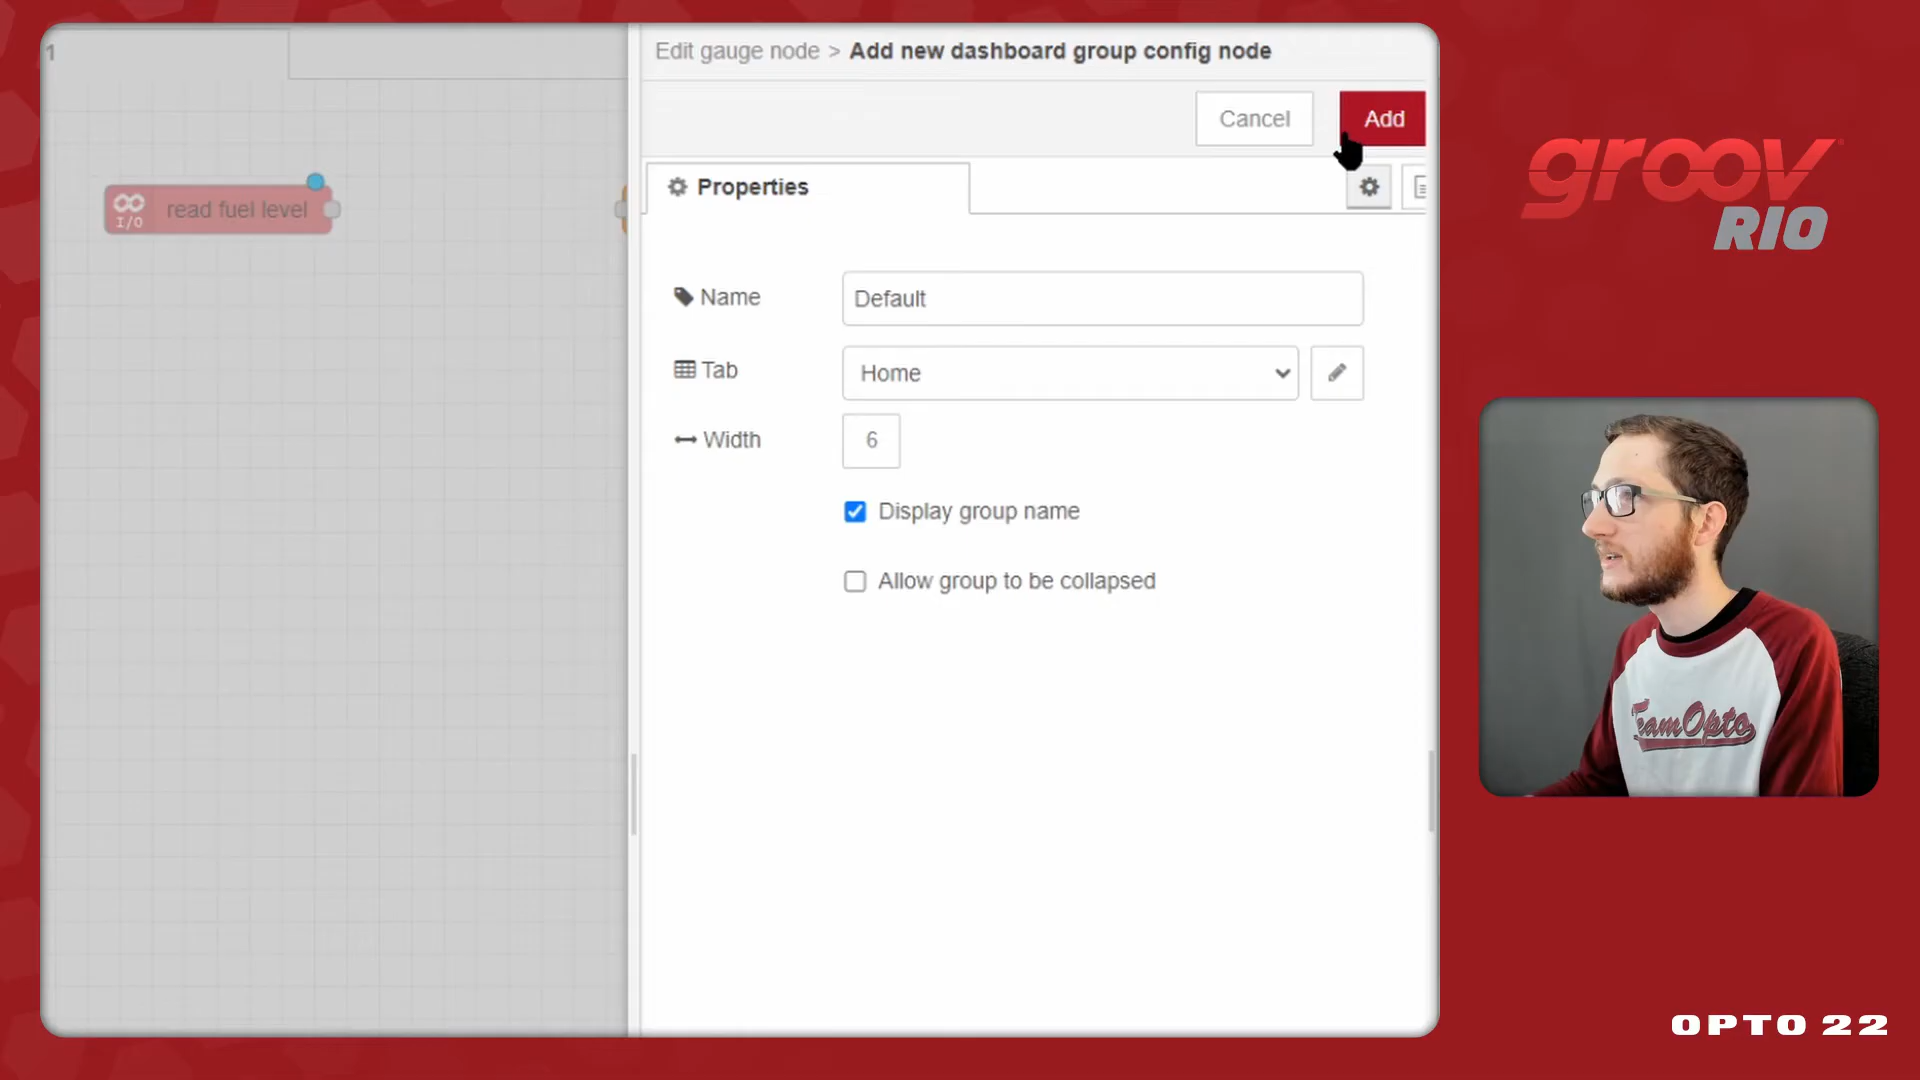 1
Edit gauge node > Add new dashboard group config node
Cancel
Add
Properties
I/O
read fuel level
Name
Default
Tab
Home
Width
6
Display group name
Allow group to be collapsed
groov
RIO
TeamOpto
OPTO 22